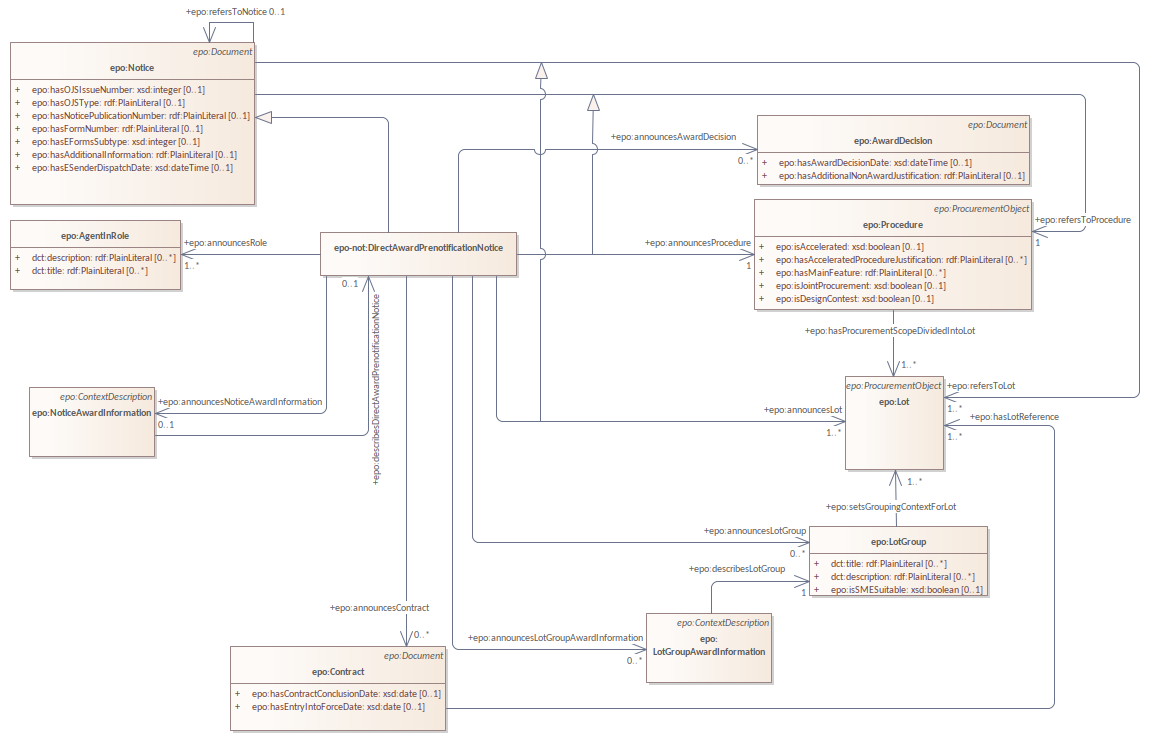 +epo:refersToNotice 0..1
epo:Document
epo:Notice
+ epo:hasOJSIssueNumber: xsd:integer [0..1]
+ epo:hasOJSType: rdf:PlainLiteral [0..1]
+ epo:hasNoticePublicationNumber: rdf:PlainLiteral [0..1]
+ epo:hasFormNumber: rdf:PlainLiteral [0..1]
+ epo:hasEFormsSubtype: xsd:integer [0..1]
+ epo:hasAdditionalInformation: rdf:PlainLiteral [0..1]
+ epo:hasESenderDispatchDate: xsd:dateTime [0..1]
+epo:announcesAwardDecision
0..*
epo:Document
epo:AwardDecision
+ epo:hasAwardDecisionDate: xsd:dateTime [0..1]
+ epo:hasAdditionalNonAwardJustification: rdf:PlainLiteral [0..1]
epo:AgentInRole
+ dct:description: rdf:PlainLiteral [0..*]
+ dct:title: rdf:PlainLiteral [0..*]
+epo:announcesRole
1..*
epo-not:DirectAwardPrenotificationNotice
0..1
+epo:announcesProcedure
1
epo:ProcurementObject
epo:Procedure
+ epo:isAccelerated: xsd:boolean [0..1]
+ epo:hasAcceleratedProcedureJustification: rdf:PlainLiteral [0..*]
+ epo:hasMainFeature: rdf:PlainLiteral [0..*]
+ epo:isJointProcurement: xsd:boolean [0..1]
+ epo:isDesignContest: xsd:boolean [0..1]
+epo:refersToProcedure
1
+epo:hasProcurementScopeDividedIntoLot
1..*
epo:ContextDescription
epo:NoticeAwardInformation
+epo:announcesNoticeAwardInformation
0..1
+epo:describesDirectAwardPrenotificationNotice
+epo:announcesLot
1..*
epo:ProcurementObject
epo:Lot
+epo:refersToLot
1..*
+epo:hasLotReference
1..*
1..*
+epo:setsGroupingContextForLot
+epo:announcesLotGroup
0..*
epo:LotGroup
+ dct:title: rdf:PlainLiteral [0..*]
+ dct:description: rdf:PlainLiteral [0..*]
+ epo:isSMESuitable: xsd:boolean [0..1]
+epo:describesLotGroup
1
+epo:announcesContract
0..*
+epo:announcesLotGroupAwardInformation
0..*
epo:ContextDescription
epo:
LotGroupAwardInformation
epo:Document
epo:Contract
+ epo:hasContractConclusionDate: xsd:date [0..1]
+ epo:hasEntryIntoForceDate: xsd:date [0..1]